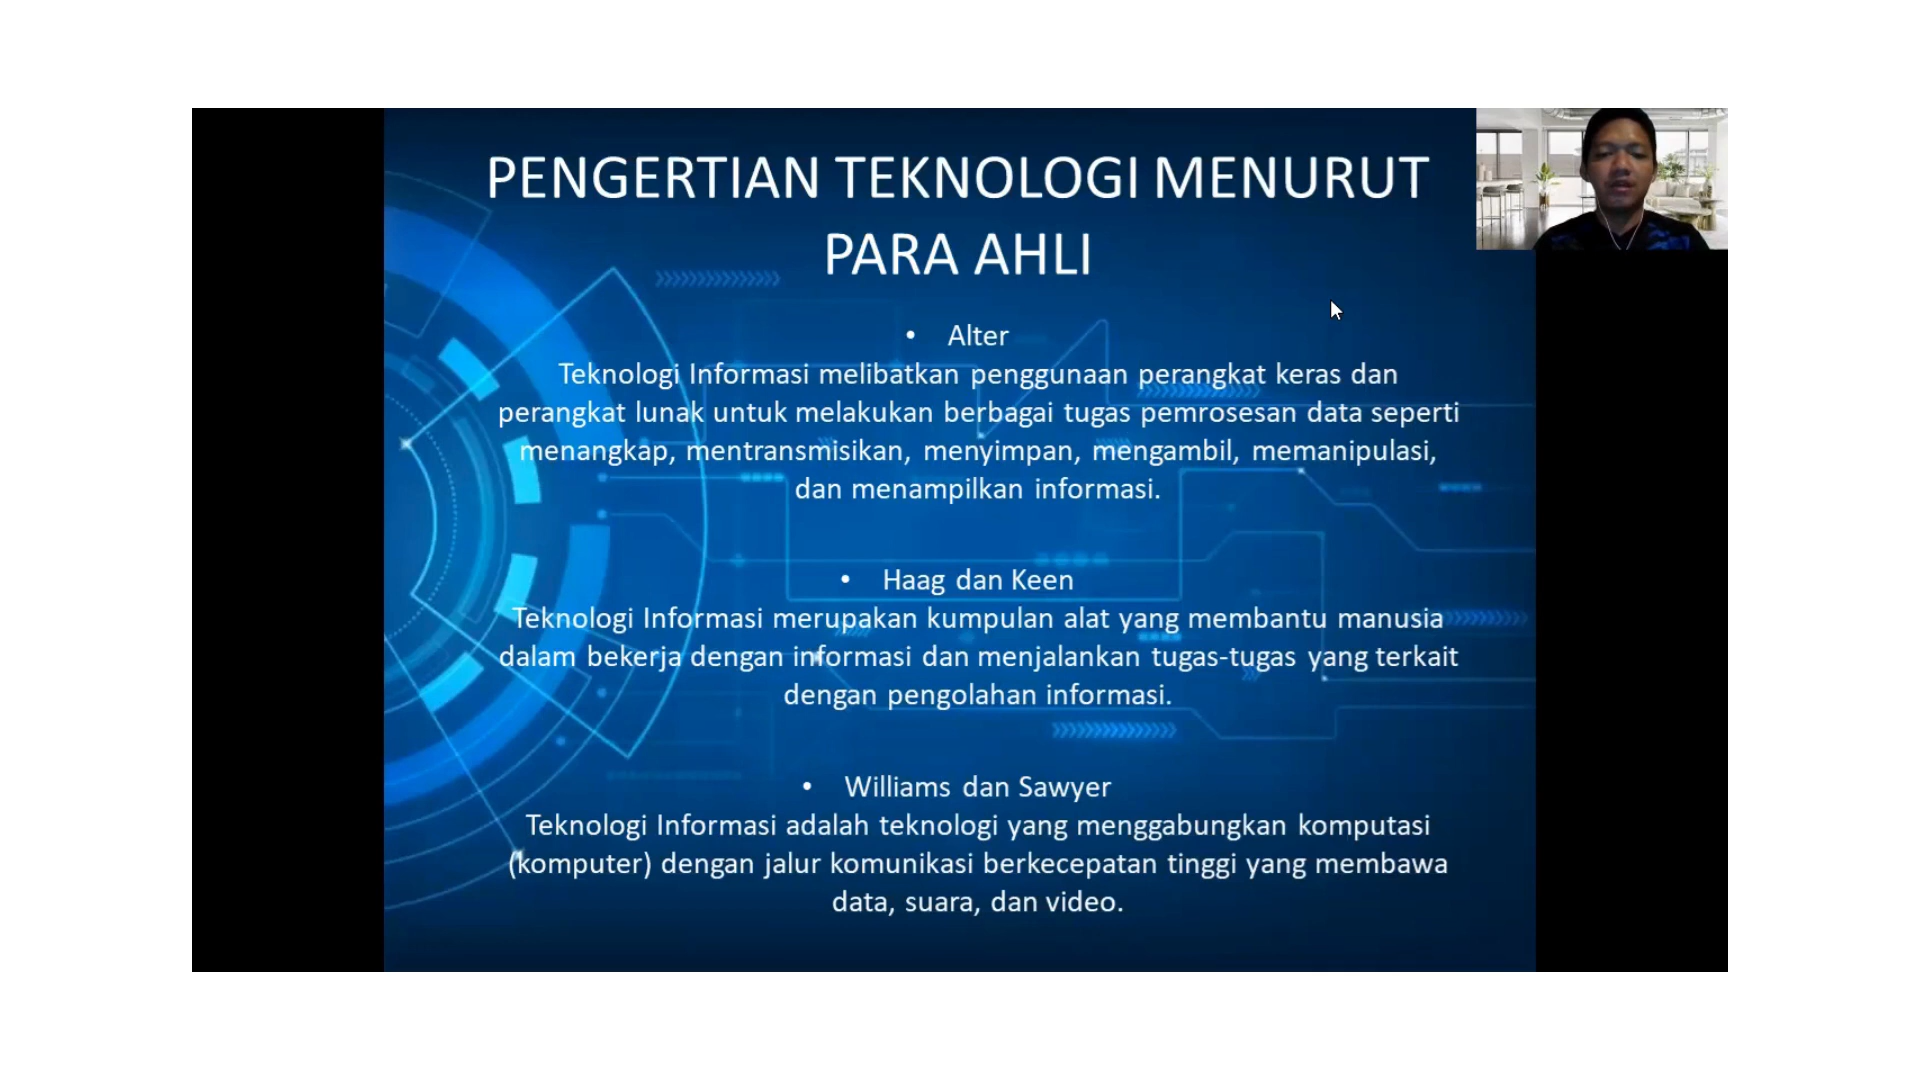 PENGERTIAN TEKNOLOGI MENURUT
PARA AHLI
• Alter
Teknologi Informasi melibatkan penggunaan perangkat keras dan
perangkat lunak untuk melakukan berbagai tugas pemrosesan data seperti
menangkap, mentransmisikan, menyimpan, mengambil, memanipulasi,
dan menampilkan informasi.
• Haag dan Keen
Teknologi Informasi merupakan kumpulan alat yang membantu manusia
dalam bekerja dengan informasi dan menjalankan tugas-tugas yang terkait
dengan pengolahan informasi.
• Williams dan Sawyer
Teknologi Informasi adalah teknologi yang menggabungkan komputasi
(komputer) dengan jalur komunikasi berkecepatan tinggi yang membawa
data, suara, dan video.